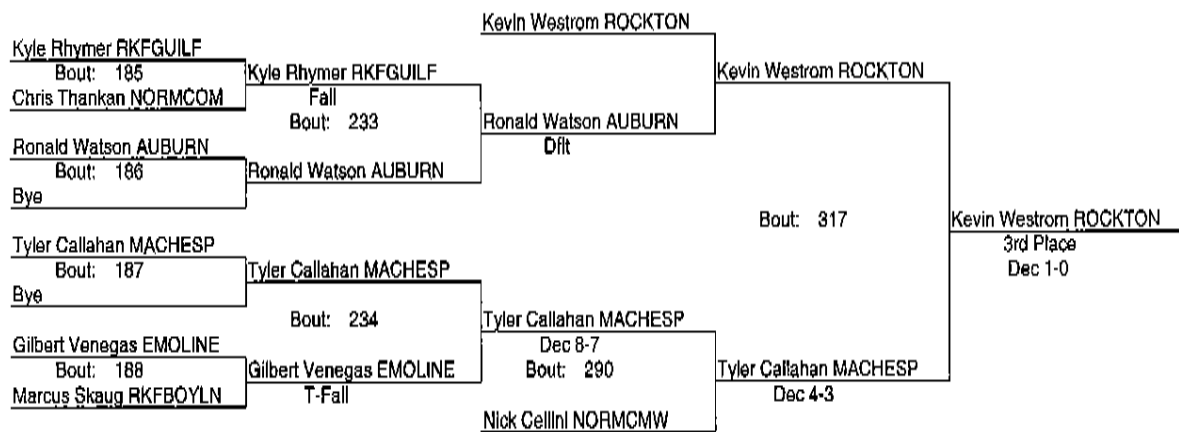 Kevin Westrom ROCKTON
Kyle Rhymer RKFGUILF
Bout: 185
Kyle Rhymer RKFGUILF
Kevin Westrom ROCKTON
Chris Thankan NORMCOM
Fall
Bout: 233
Ronald Watson AUBURN
Ronald Watson AUBURN
Dflt
Bout: 186
Ronald Watson AUBURN
Bye
Bout: 317
Kevin Westrom ROCKTON
3rd Place
Dec 1-0
Tyler Callahan MACHESP
Bout: 187
Tyler Callahan MACHESP
Bye
Bout: 234
Tyler Callahan MACHESP
Dec 8-7
Gilbert Venegas EMOLINE
Bout: 188
Gilbert Venegas EMOLINE
Bout: 290
Tyler Callahan MACHESP
Marcus Skaug RKFBOYLN
T-Fall
Dec 4-3
Nick Cellini NORMCMW